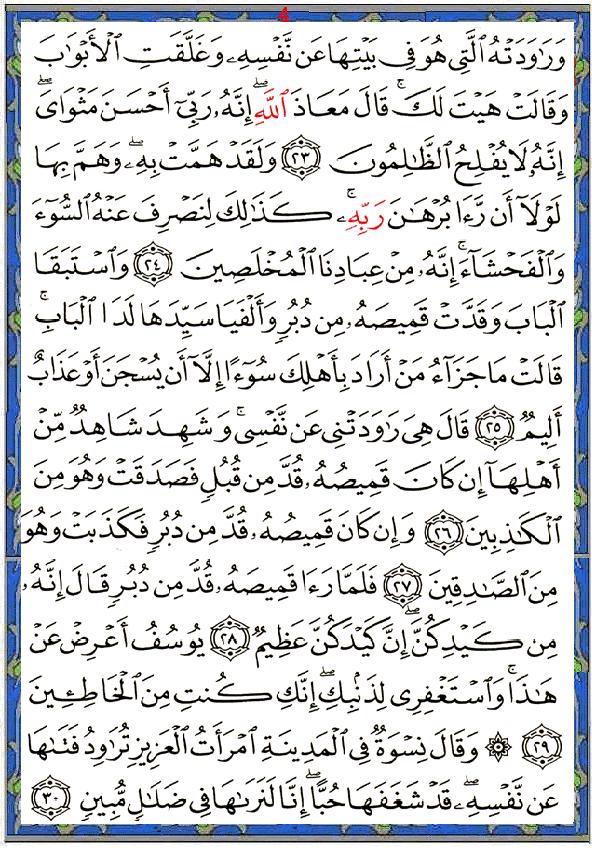 4
وَرَٰوَدَتْهُ ٱلَّتِى هُوَ فِى بَيْتِهَا عَن نَّفْسِهِۦ وَغَلَّقَتِ ٱلْأَبْوَٰبَ
وَقَالَتْ هَيْتَ لَكَ ۚ قَالَ مَعَاذَ ٱللَّهِ ۖ إِنَّهُۥ رَبِّىٓ أَحْسَنَ مَثْوَاىَ ۖ
إِنَّهُۥ لَا يُفْلِحُ ٱلظَّٰلِمُونَ ٢٣ وَلَقَدْ هَمَّتْ بِهِۦ ۖ وَهَمَّ بِهَا
لَوْلَآ أَن رَّءَا بُرْهَٰنَ رَبِّهِۦ ۚ كَذَٰلِكَ لِنَصْرِفَ عَنْهُ ٱلسُّوٓءَ
وَٱلْفَحْشَآءَ ۚ إِنَّهُۥ مِنْ عِبَادِنَا ٱلْمُخْلَصِينَ ٢٤ وَٱسْتَبَقَا
ٱلْبَابَ وَقَدَّتْ قَمِيصَهُۥ مِن دُبُرٍ وَأَلْفَيَا سَيِّدَهَا لَدَا ٱلْبَابِ ۚ
قَالَتْ مَا جَزَآءُ مَنْ أَرَادَ بِأَهْلِكَ سُوٓءًا إِلَّآ أَن يُسْجَنَ أَوْ عَذَابٌ
أَلِيمٌ ٢٥ قَالَ هِىَ رَٰوَدَتْنِى عَن نَّفْسِى ۚ وَشَهِدَ شَاهِدٌ مِّنْ
أَهْلِهَآ إِن كَانَ قَمِيصُهُۥ قُدَّ مِن قُبُلٍ فَصَدَقَتْ وَهُوَ مِنَ
ٱلْكَٰذِبِينَ ٢٦ وَإِن كَانَ قَمِيصُهُۥ قُدَّ مِن دُبُرٍ فَكَذَبَتْ وَهُوَ
مِنَ ٱلصَّٰدِقِينَ ٢٧ فَلَمَّا رَءَا قَمِيصَهُۥ قُدَّ مِن دُبُرٍ قَالَ إِنَّهُۥ
مِن كَيْدِكُنَّ ۖ إِنَّ كَيْدَكُنَّ عَظِيمٌ ٢٨ يُوسُفُ أَعْرِضْ عَنْ
هَٰذَا ۚ وَٱسْتَغْفِرِى لِذَنۢبِكِ ۖ إِنَّكِ كُنتِ مِنَ ٱلْخَاطِـِٔينَ
٢٩ ۞ وَقَالَ نِسْوَةٌ فِى ٱلْمَدِينَةِ ٱمْرَأَتُ ٱلْعَزِيزِ تُرَٰوِدُ فَتَىٰهَا
عَن نَّفْسِهِۦ ۖ قَدْ شَغَفَهَا حُبًّا ۖ إِنَّا لَنَرَىٰهَا فِى ضَلَٰلٍ مُّبِينٍ ٣٠